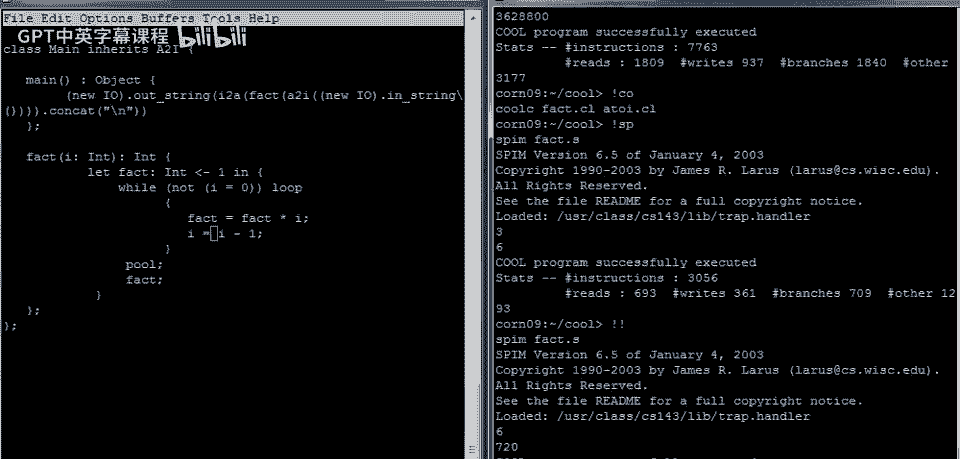 File Edit Options Buffers Tools Help
GPT中英字幕课程 bilibili
class Main inherits A2I {
main() : Object {
(new IO).out_string(i2a(fact(a2i((new IO).in_string\
()))).concat("\n"))
};
fact(i: Int): Int {
let fact: Int <- 1 in {
while (not (i = 0)) loop
{
fact = fact * i;
i = i - 1;
}
pool;
fact;
}
};
};
3628800
COOL program successfully executed
Stats -- #instructions : 7763
#reads : 1809 #writes 937 #branches 1840 #other
3177
corn09:~/cool> !co
coolc fact.cl atoi.cl
corn09:~/cool> !sp
spim fact.s
SPIM Version 6.5 of January 4, 2003
Copyright 1990-2003 by James R. Larus (larus@cs.wisc.edu).
All Rights Reserved.
See the file README for a full copyright notice.
Loaded: /usr/class/cs143/lib/trap.handler
3
6
COOL program successfully executed
Stats -- #instructions : 3056
#reads : 693 #writes 361 #branches 709 #other 12
93
corn09:~/cool> !!
spim fact.s
SPIM Version 6.5 of January 4, 2003
Copyright 1990-2003 by James R. Larus (larus@cs.wisc.edu).
All Rights Reserved.
See the file README for a full copyright notice.
Loaded: /usr/class/cs143/lib/trap.handler
6
720